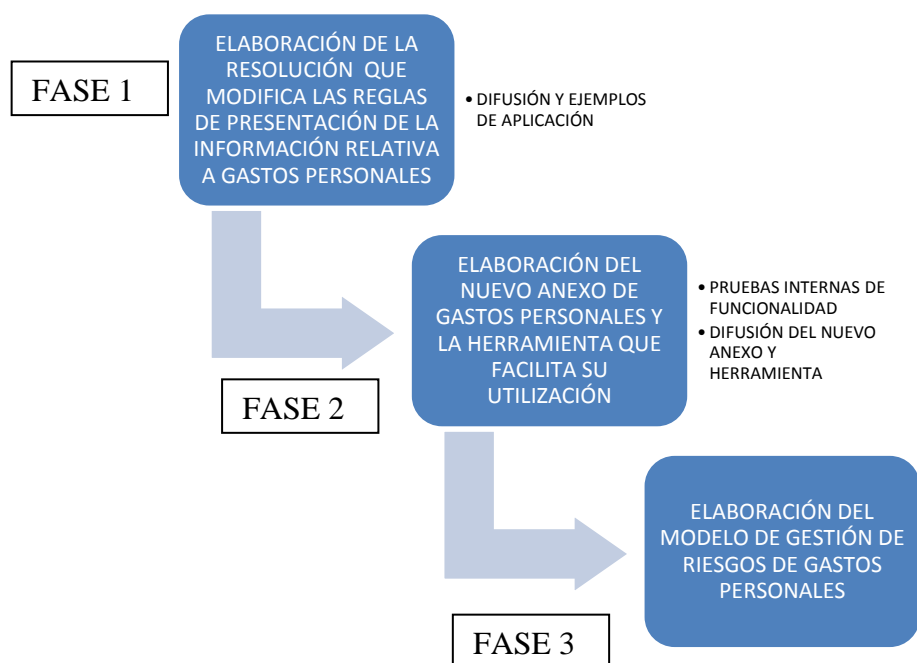 FASE 1
ELABORACIÓN DE LA
RESOLUCIÓN QUE
MODIFICA LAS REGLAS
DE PRESENTACIÓN DE LA
INFORMACIÓN RELATIVA
A GASTOS PERSONALES
• DIFUSIÓN Y EJEMPLOS
DE APLICACIÓN
FASE 2
ELABORACIÓN DEL
NUEVO ANEXO DE
GASTOS PERSONALES Y
LA HERRAMIENTA QUE
FACILITA SU
UTILIZACIÓN
• PRUEBAS INTERNAS DE
FUNCIONALIDAD
• DIFUSIÓN DEL NUEVO
ANEXO Y
HERRAMIENTA
FASE 3
ELABORACIÓN DEL
MODELO DE GESTIÓN DE
RIESGOS DE GASTOS
PERSONALES